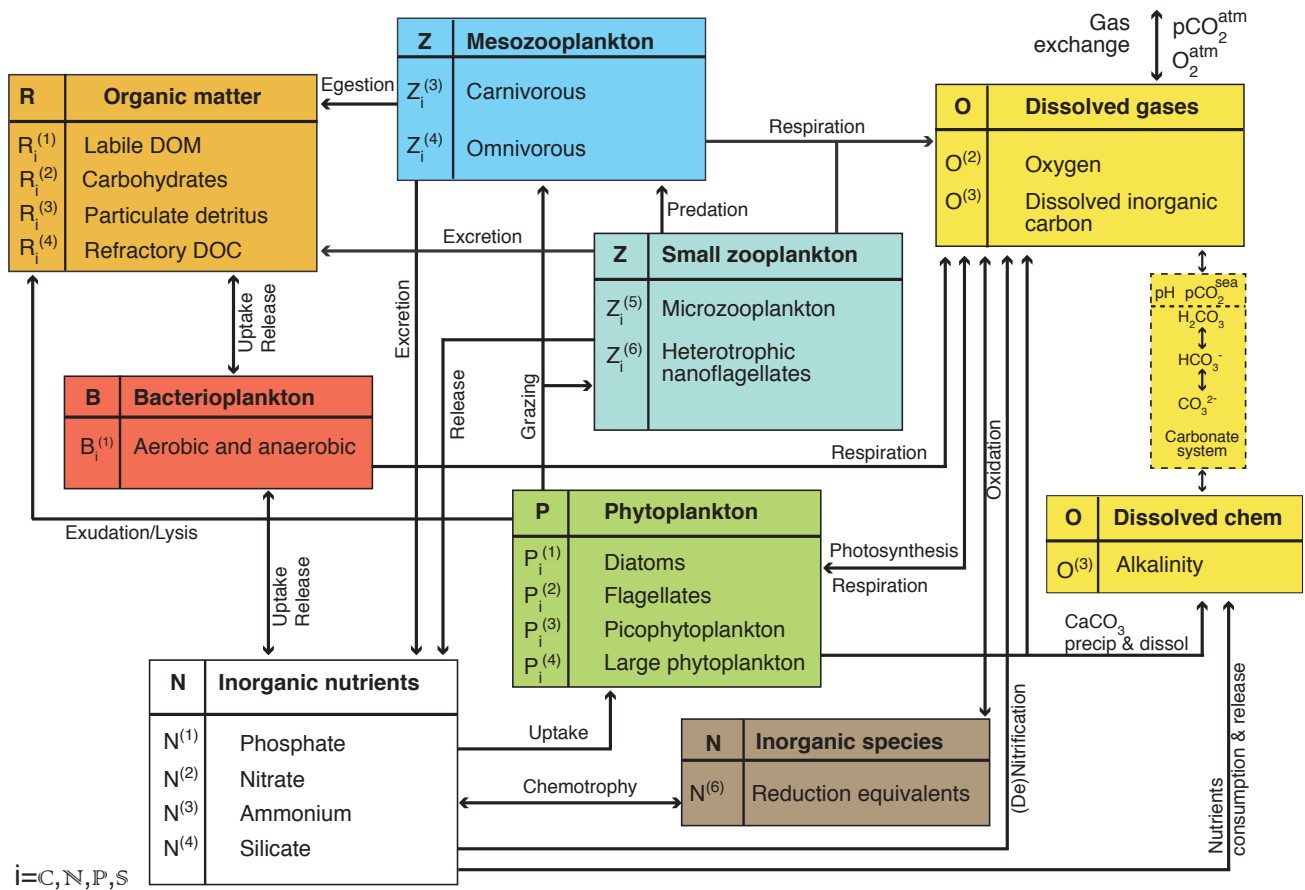 Gas
exchange
pCO₂ᵃᵗᵐ
O₂ᵃᵗᵐ
Z Mesozooplankton
Zᵢ⁽³⁾ Carnivorous
Zᵢ⁽⁴⁾ Omnivorous
Egestion
R Organic matter
Rᵢ⁽¹⁾ Labile DOM
Rᵢ⁽²⁾ Carbohydrates
Rᵢ⁽³⁾ Particulate detritus
Rᵢ⁽⁴⁾ Refractory DOC
Respiration
O Dissolved gases
O⁽²⁾ Oxygen
O⁽³⁾ Dissolved inorganic
carbon
Predation
Excretion
Z Small zooplankton
Zᵢ⁽⁵⁾ Microzooplankton
Zᵢ⁽⁶⁾ Heterotrophic
nanoflagellates
Uptake
Release
Excretion
Release
Grazing
pH pCO₂ˢᵉᵃ
H₂CO₃
HCO₃⁻
CO₃²⁻
Carbonate
system
B Bacterioplankton
Bᵢ⁽¹⁾ Aerobic and anaerobic
Respiration
Oxidation
Exudation/Lysis
P Phytoplankton
Pᵢ⁽¹⁾ Diatoms
Pᵢ⁽²⁾ Flagellates
Pᵢ⁽³⁾ Picophytoplankton
Pᵢ⁽⁴⁾ Large phytoplankton
Photosynthesis
Respiration
O Dissolved chem
O⁽³⁾ Alkalinity
CaCO₃
precip & dissol
Uptake
Release
N Inorganic nutrients
N⁽¹⁾ Phosphate
N⁽²⁾ Nitrate
N⁽³⁾ Ammonium
N⁽⁴⁾ Silicate
Uptake
Chemotrophy
N Inorganic species
N⁽⁶⁾ Reduction equivalents
(De)Nitrification
Nutrients
consumption & release
i=ℂ,ℕ,ℙ,𝕊